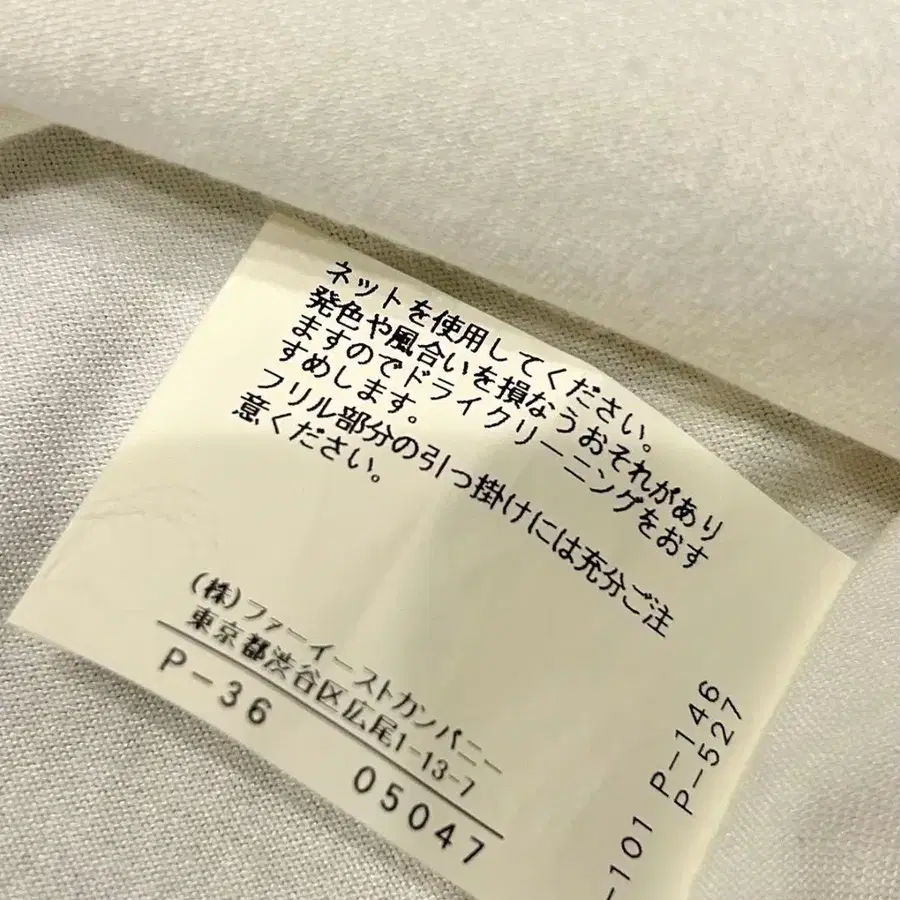 ネットを使用してください。
発色や風合いを損なうおそれがあり
ますのでドライクリーニングをおす
すめします。
フリル部分の引っ掛けには充分ご注
意ください。
(株)ファーイーストカンパニー
東京都渋谷区広尾1-13-7
P-36 05047
-101 P-146
P-527